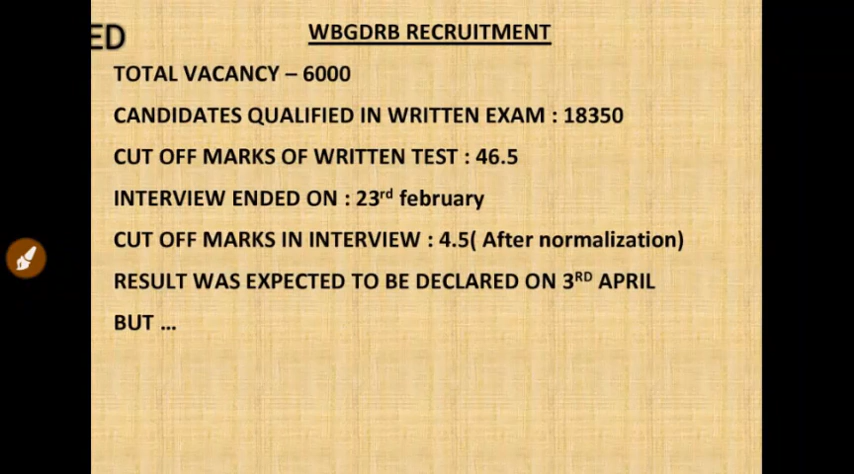 ED
WBGDRB RECRUITMENT
TOTAL VACANCY – 6000
CANDIDATES QUALIFIED IN WRITTEN EXAM : 18350
CUT OFF MARKS OF WRITTEN TEST : 46.5
INTERVIEW ENDED ON : 23rd february
CUT OFF MARKS IN INTERVIEW : 4.5( After normalization)
RESULT WAS EXPECTED TO BE DECLARED ON 3RD APRIL
BUT ...